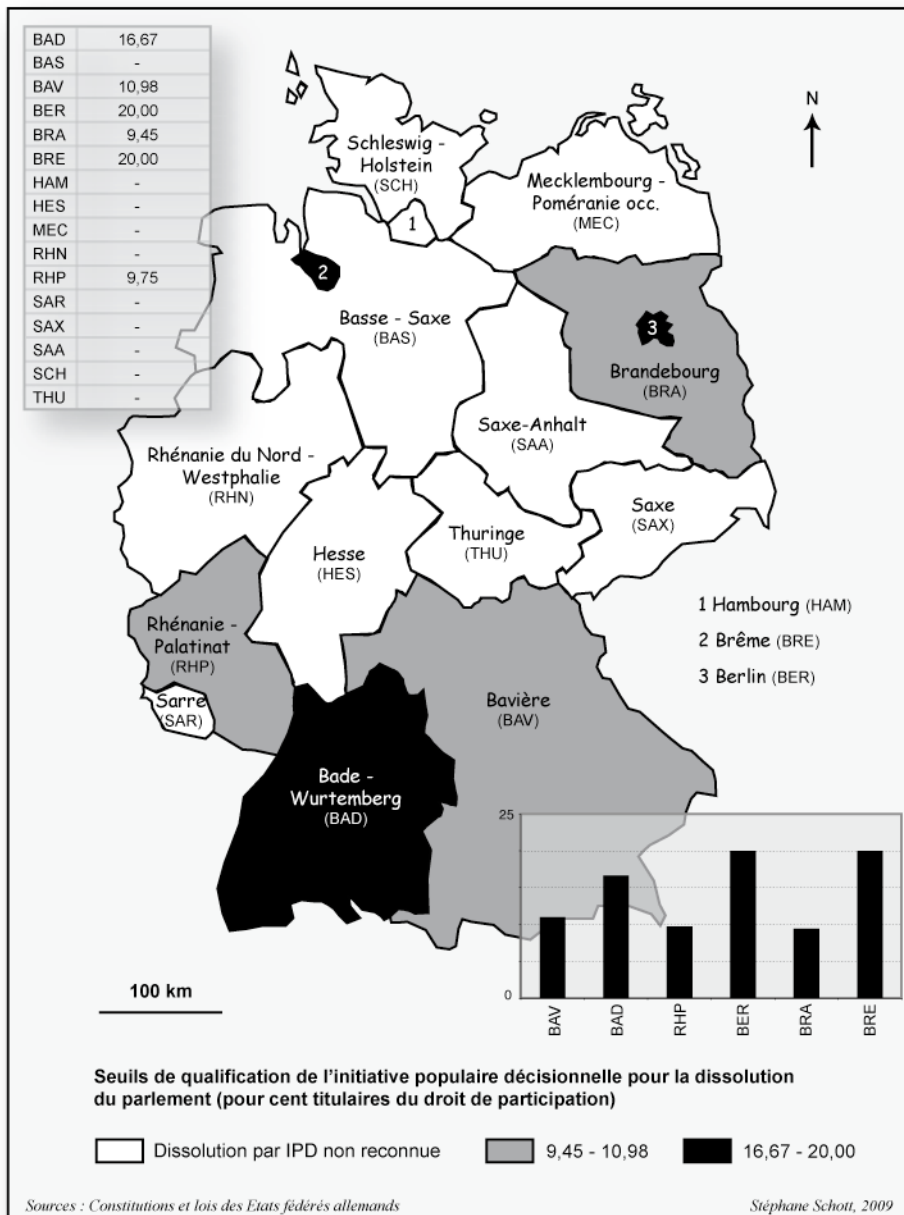 BAD 16,67
BAS -
BAV 10,98
BER 20,00
BRA 9,45
BRE 20,00
HAM -
HES -
MEC -
RHN -
RHP 9,75
SAR -
SAX -
SAA -
SCH -
THU -
N
Schleswig -
Holstein
(SCH)
Mecklembourg -
Poméranie occ.
(MEC)
1
2
Basse - Saxe
(BAS)
3
Brandebourg
(BRA)
Saxe-Anhalt
(SAA)
Rhénanie du Nord -
Westphalie
(RHN)
Saxe
(SAX)
Thuringe
(THU)
Hesse
(HES)
1 Hambourg (HAM)
2 Brême (BRE)
3 Berlin (BER)
Rhénanie -
Palatinat
(RHP)
Sarre
(SAR)
Bavière
(BAV)
Bade -
Wurtemberg
(BAD)
25
0
BAV
BAD
RHP
BER
BRA
BRE
100 km
Seuils de qualification de l'initiative populaire décisionnelle pour la dissolution
du parlement (pour cent titulaires du droit de participation)
Dissolution par IPD non reconnue
9,45 - 10,98
16,67 - 20,00
Sources : Constitutions et lois des Etats fédérés allemands
Stéphane Schott, 2009